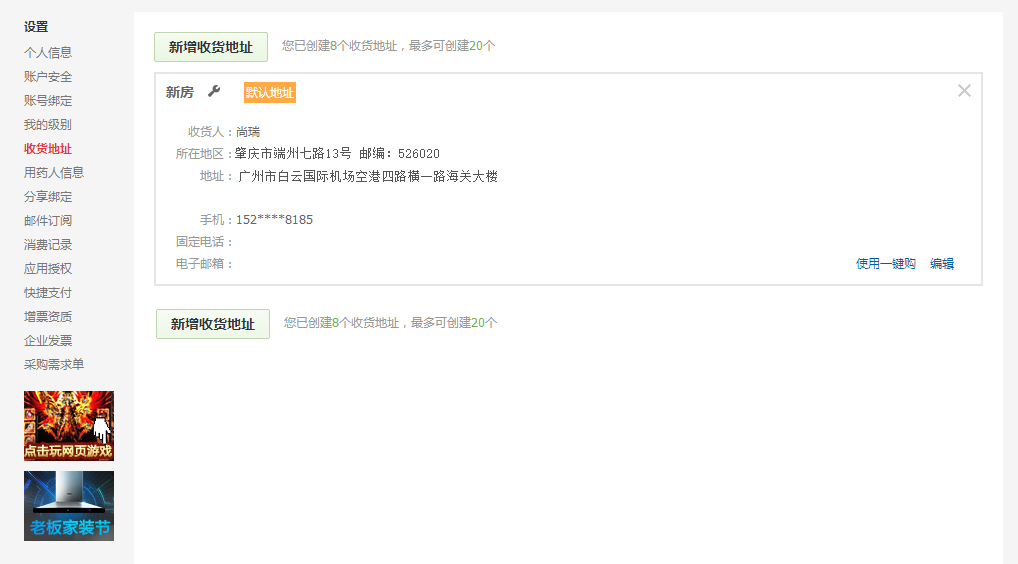 设置
个人信息
账户安全
账号绑定
我的级别
收货地址
用药人信息
分享绑定
邮件订阅
消费记录
应用授权
快捷支付
增票资质
企业发票
采购需求单
点击玩网页游戏
老板家装节
新增收货地址 您已创建8个收货地址，最多可创建20个
新房 默认地址
收货人：尚瑞
所在地区：肇庆市端州七路13号 邮编：526020
地址：广州市白云国际机场空港四路横一路海关大楼
手机：152****8185
固定电话：
电子邮箱：
使用一键购 编辑
新增收货地址 您已创建8个收货地址，最多可创建20个